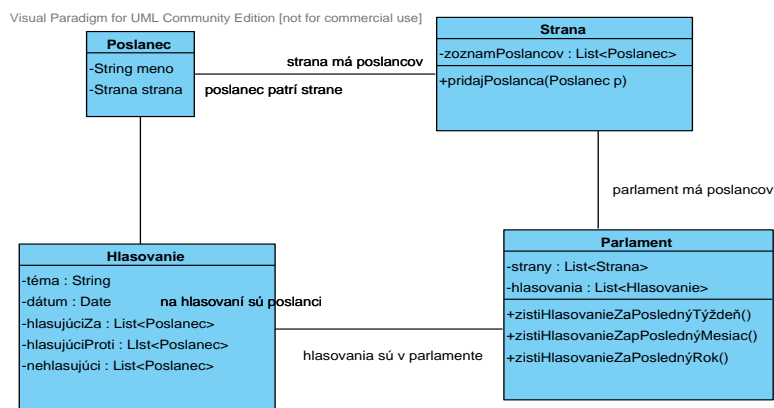 Visual Paradigm for UML Community Edition [not for commercial use]
Poslanec
-String meno
-Strana strana
strana má poslancov
poslanec patrí strane
Strana
-zoznamPoslancov : List<Poslanec>
+pridajPoslanca(Poslanec p)
parlament má poslancov
Hlasovanie
-téma : String
-dátum : Date
-hlasujúciZa : List<Poslanec>
-hlasujúciProti : LIst<Poslanec>
-nehlasujúci : List<Poslanec>
na hlasovaní sú poslanci
hlasovania sú v parlamente
Parlament
-strany : List<Strana>
-hlasovania : List<Hlasovanie>
+zistiHlasovanieZaPoslednýTýždeň()
+zistiHlasovanieZapPoslednýMesiac()
+zistiHlasovanieZaPoslednýRok()